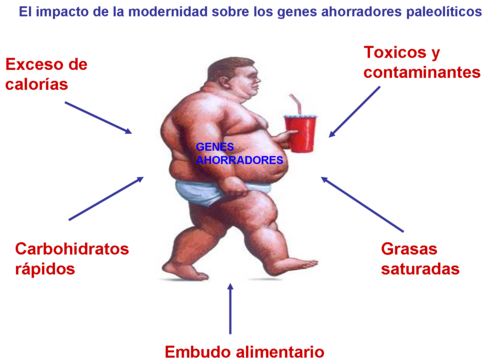 El impacto de la modernidad sobre los genes ahorradores paleolíticos
Exceso de
calorías
Toxicos y
contaminantes
GENES
AHORRADORES
Carbohidratos
rápidos
Grasas
saturadas
Embudo alimentario